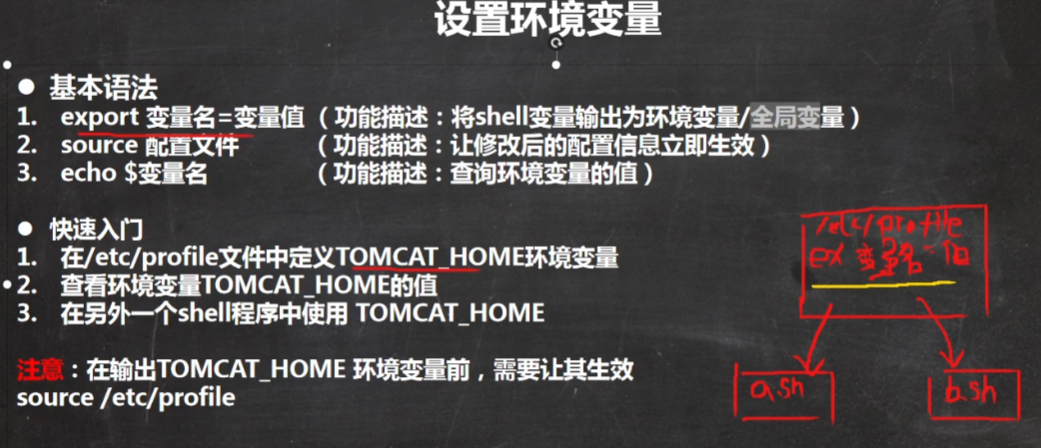 设置环境变量
● 基本语法
1. export 变量名=变量值（功能描述：将shell变量输出为环境变量/全局变量）
2. source 配置文件 （功能描述：让修改后的配置信息立即生效）
3. echo $变量名 （功能描述：查询环境变量的值）
● 快速入门
1. 在/etc/profile文件中定义TOMCAT_HOME环境变量
2. 查看环境变量TOMCAT_HOME的值
3. 在另外一个shell程序中使用 TOMCAT_HOME
注意：在输出TOMCAT_HOME 环境变量前，需要让其生效
source /etc/profile
/etc/profile
ex 变量名=值
a.sh
b.sh